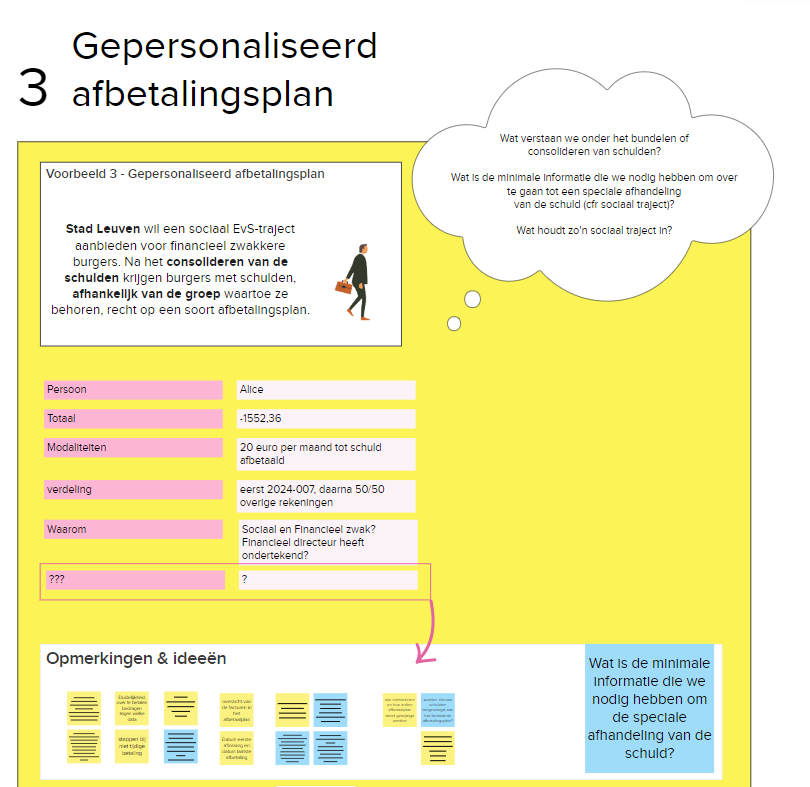 3
Gepersonaliseerd
afbetalingsplan
Wat verstaan we onder het bundelen of
consolideren van schulden?
Wat is de minimale informatie die we nodig hebben om over
te gaan tot een speciale afhandeling
van de schuld (cfr sociaal traject)?
Wat houdt zo'n sociaal traject in?
Voorbeeld 3 - Gepersonaliseerd afbetalingsplan
Stad Leuven wil een sociaal EvS-traject
aanbieden voor financieel zwakkere
burgers. Na het consolideren van de
schulden krijgen burgers met schulden,
afhankelijk van de groep waartoe ze
behoren, recht op een soort afbetalingsplan.
Persoon
Alice
Totaal
-1552,36
Modaliteiten
20 euro per maand tot schuld
afbetaald
verdeling
eerst 2024-007, daarna 50/50
overige rekeningen
Waarom
Sociaal en Financieel zwak?
Financieel directeur heeft
ondertekend?
???
?
Opmerkingen & ideeën
Duidelijkheid
over te betalen
bedragen
tegen welke
data
overzicht van
de facturen in
het
afbetaalplan
stappen bij
niet tijdige
betaling
Datum eerste
aflossing en
datum laatste
afbetaling
Wat is de minimale
informatie die we
nodig hebben om
de speciale
afhandeling van de
schuld?